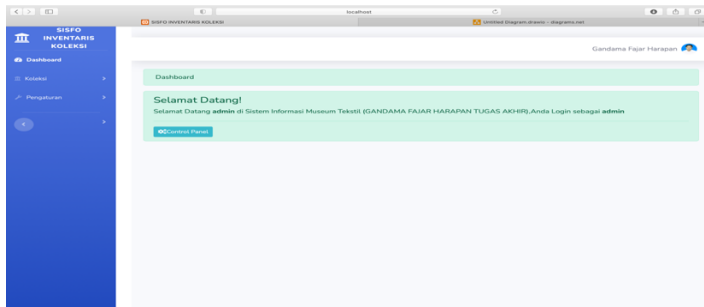 localhost
SISFO INVENTARIS KOLEKSI
Untitled Diagram.drawio - diagrams.net
SISFO
INVENTARIS
KOLEKSI
Gandama Fajar Harapan
Dashboard
Koleksi
Pengaturan
Dashboard
Selamat Datang!
Selamat Datang admin di Sistem Informasi Museum Tekstil (GANDAMA FAJAR HARAPAN TUGAS AKHIR),Anda Login sebagai admin
Control Panel